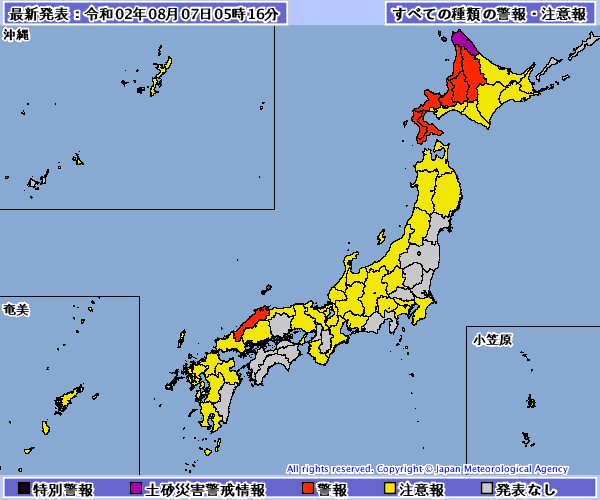 最新発表：令和02年08月07日05時16分
すべての種類の警報・注意報
沖縄
奄美
小笠原
All rights reserved. Copyright © Japan Meteorological Agency
特別警報 土砂災害警戒情報 警報 注意報 発表なし